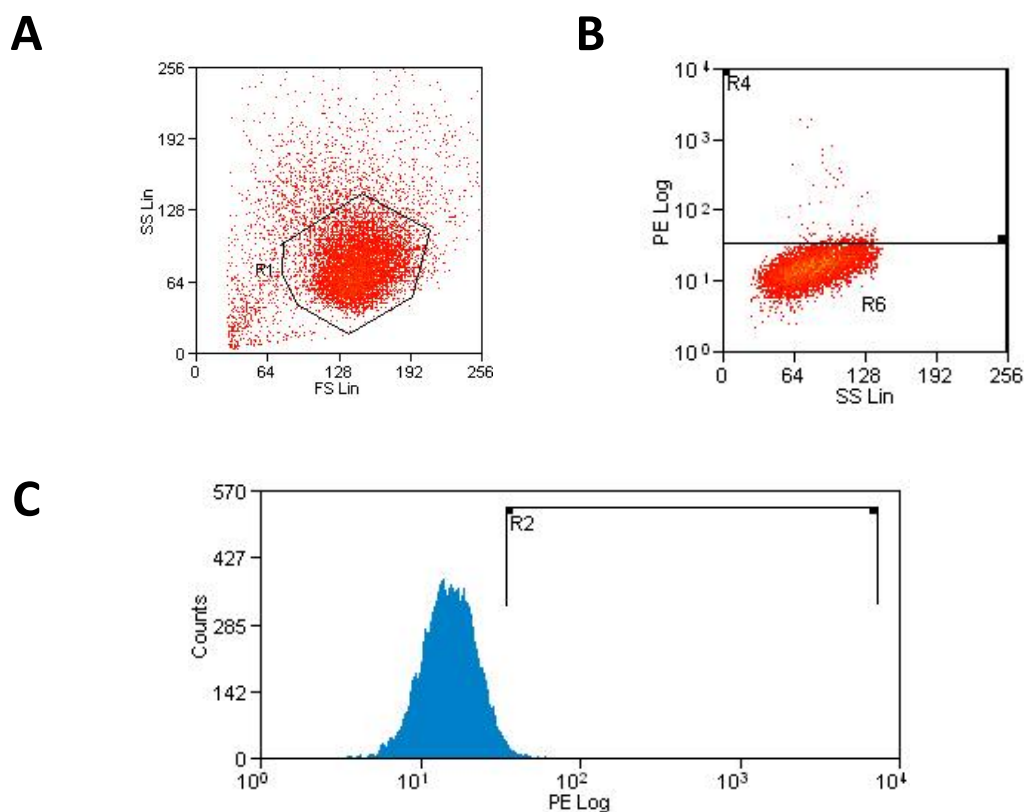 A
256
192
128
64
0
SS Lin
R1
0 64 128 192 256
FS Lin
B
10⁴
10³
10²
10¹
10⁰
PE Log
R4
R6
0 64 128 192 256
SS Lin
C
570
427
285
142
0
Counts
R2
10⁰ 10¹ 10² 10³ 10⁴
PE Log